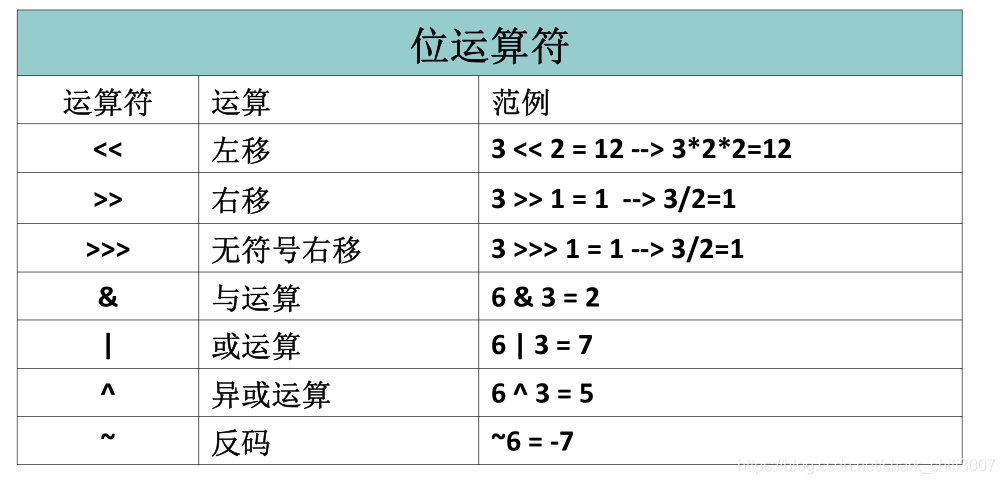 位运算符
运算符 运算 范例
<< 左移 3 << 2 = 12 --> 3*2*2=12
>> 右移 3 >> 1 = 1 --> 3/2=1
>>> 无符号右移 3 >>> 1 = 1 --> 3/2=1
& 与运算 6 & 3 = 2
| 或运算 6 | 3 = 7
^ 异或运算 6 ^ 3 = 5
~ 反码 ~6 = -7
https://blog.csdn.net/shark_chili3007